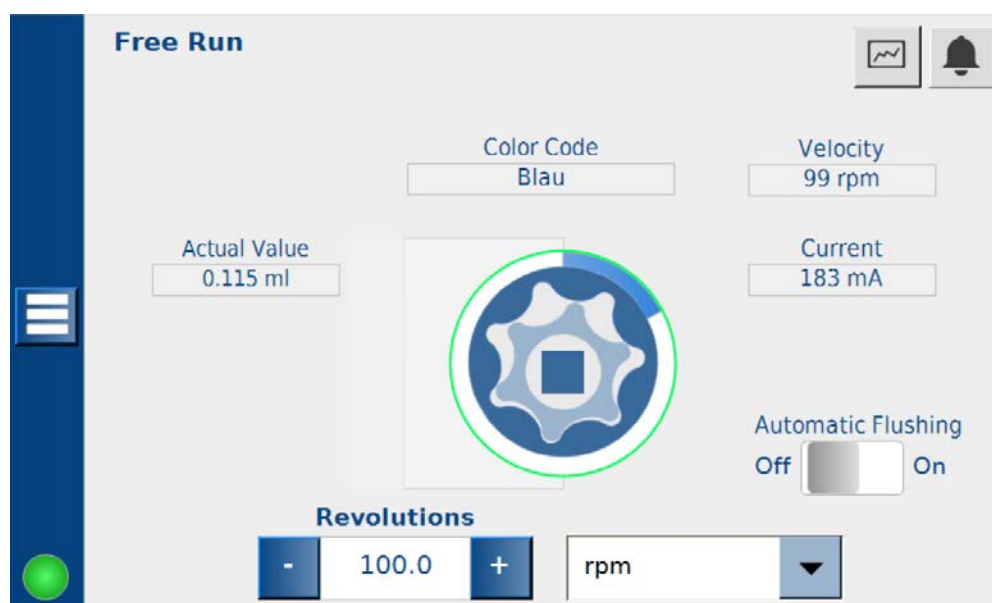 Free Run
Color Code
Blau
Velocity
99 rpm
Actual Value
0.115 ml
Current
183 mA
Automatic Flushing
Off On
Revolutions
- 100.0 + rpm